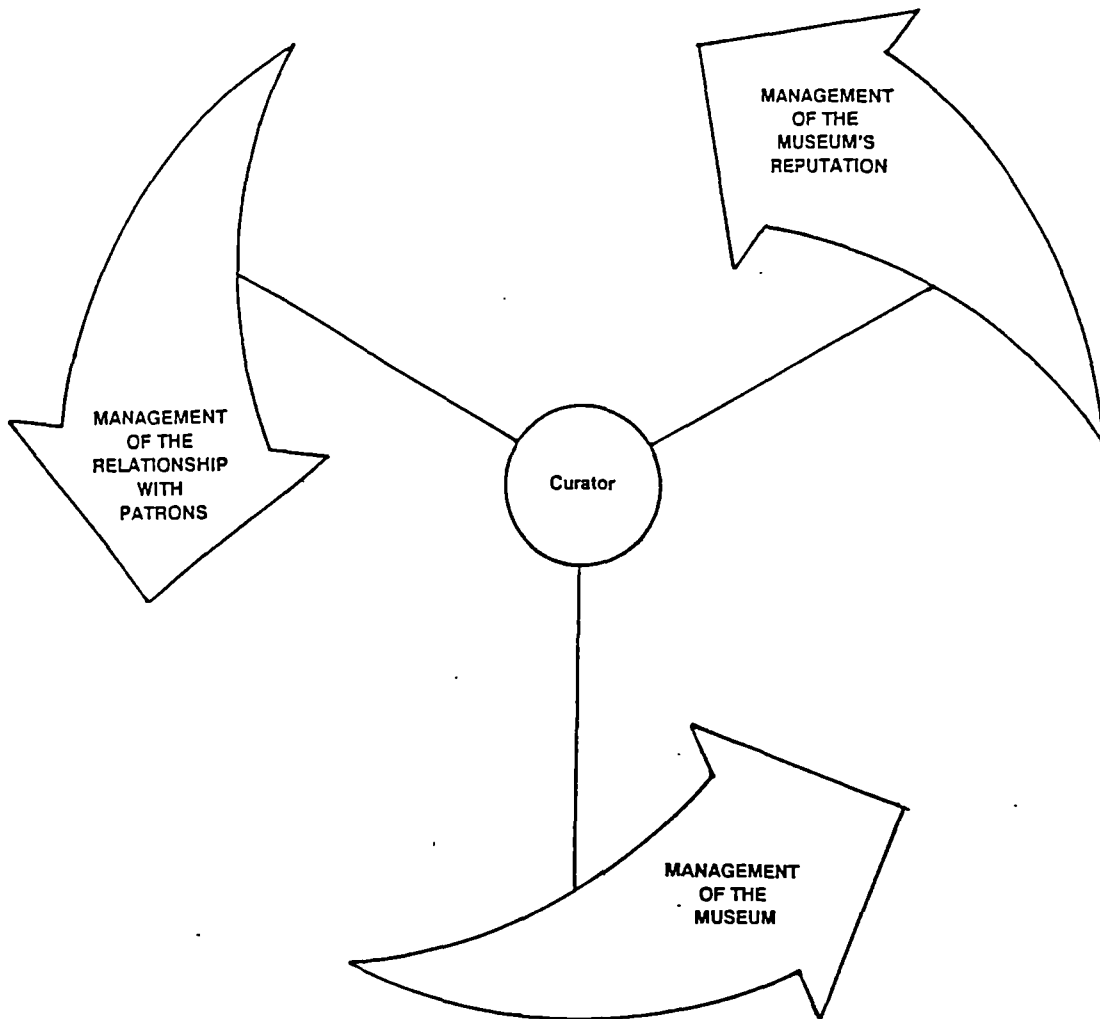 MANAGEMENT
OF THE
MUSEUM'S
REPUTATION
MANAGEMENT
OF THE
RELATIONSHIP
WITH
PATRONS
Curator
MANAGEMENT
OF THE
MUSEUM